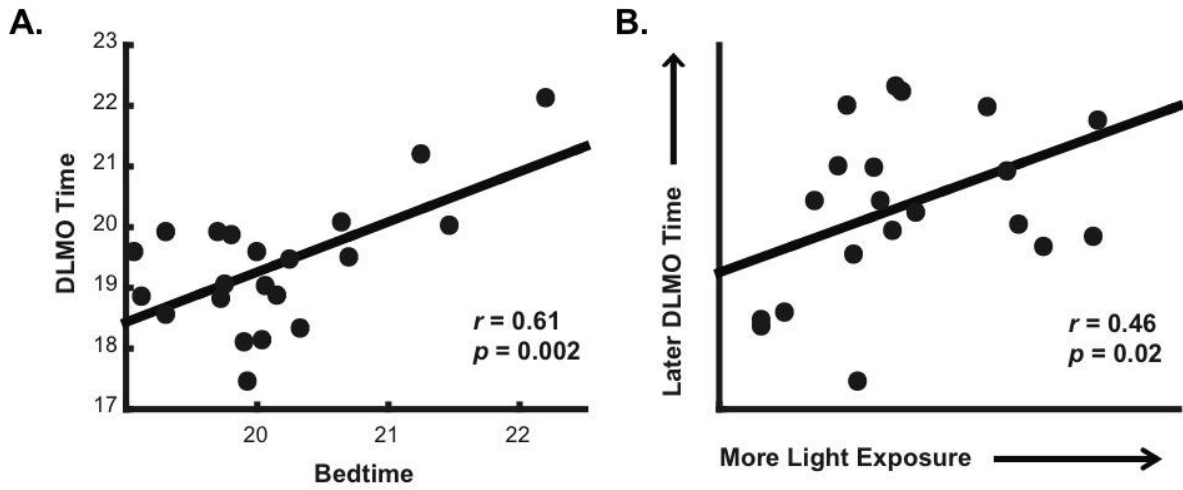 A.
DLMO Time
23
22
21
20
19
18
17
r = 0.61
p = 0.002
20
21
22
Bedtime
B.
Later DLMO Time
r = 0.46
p = 0.02
More Light Exposure